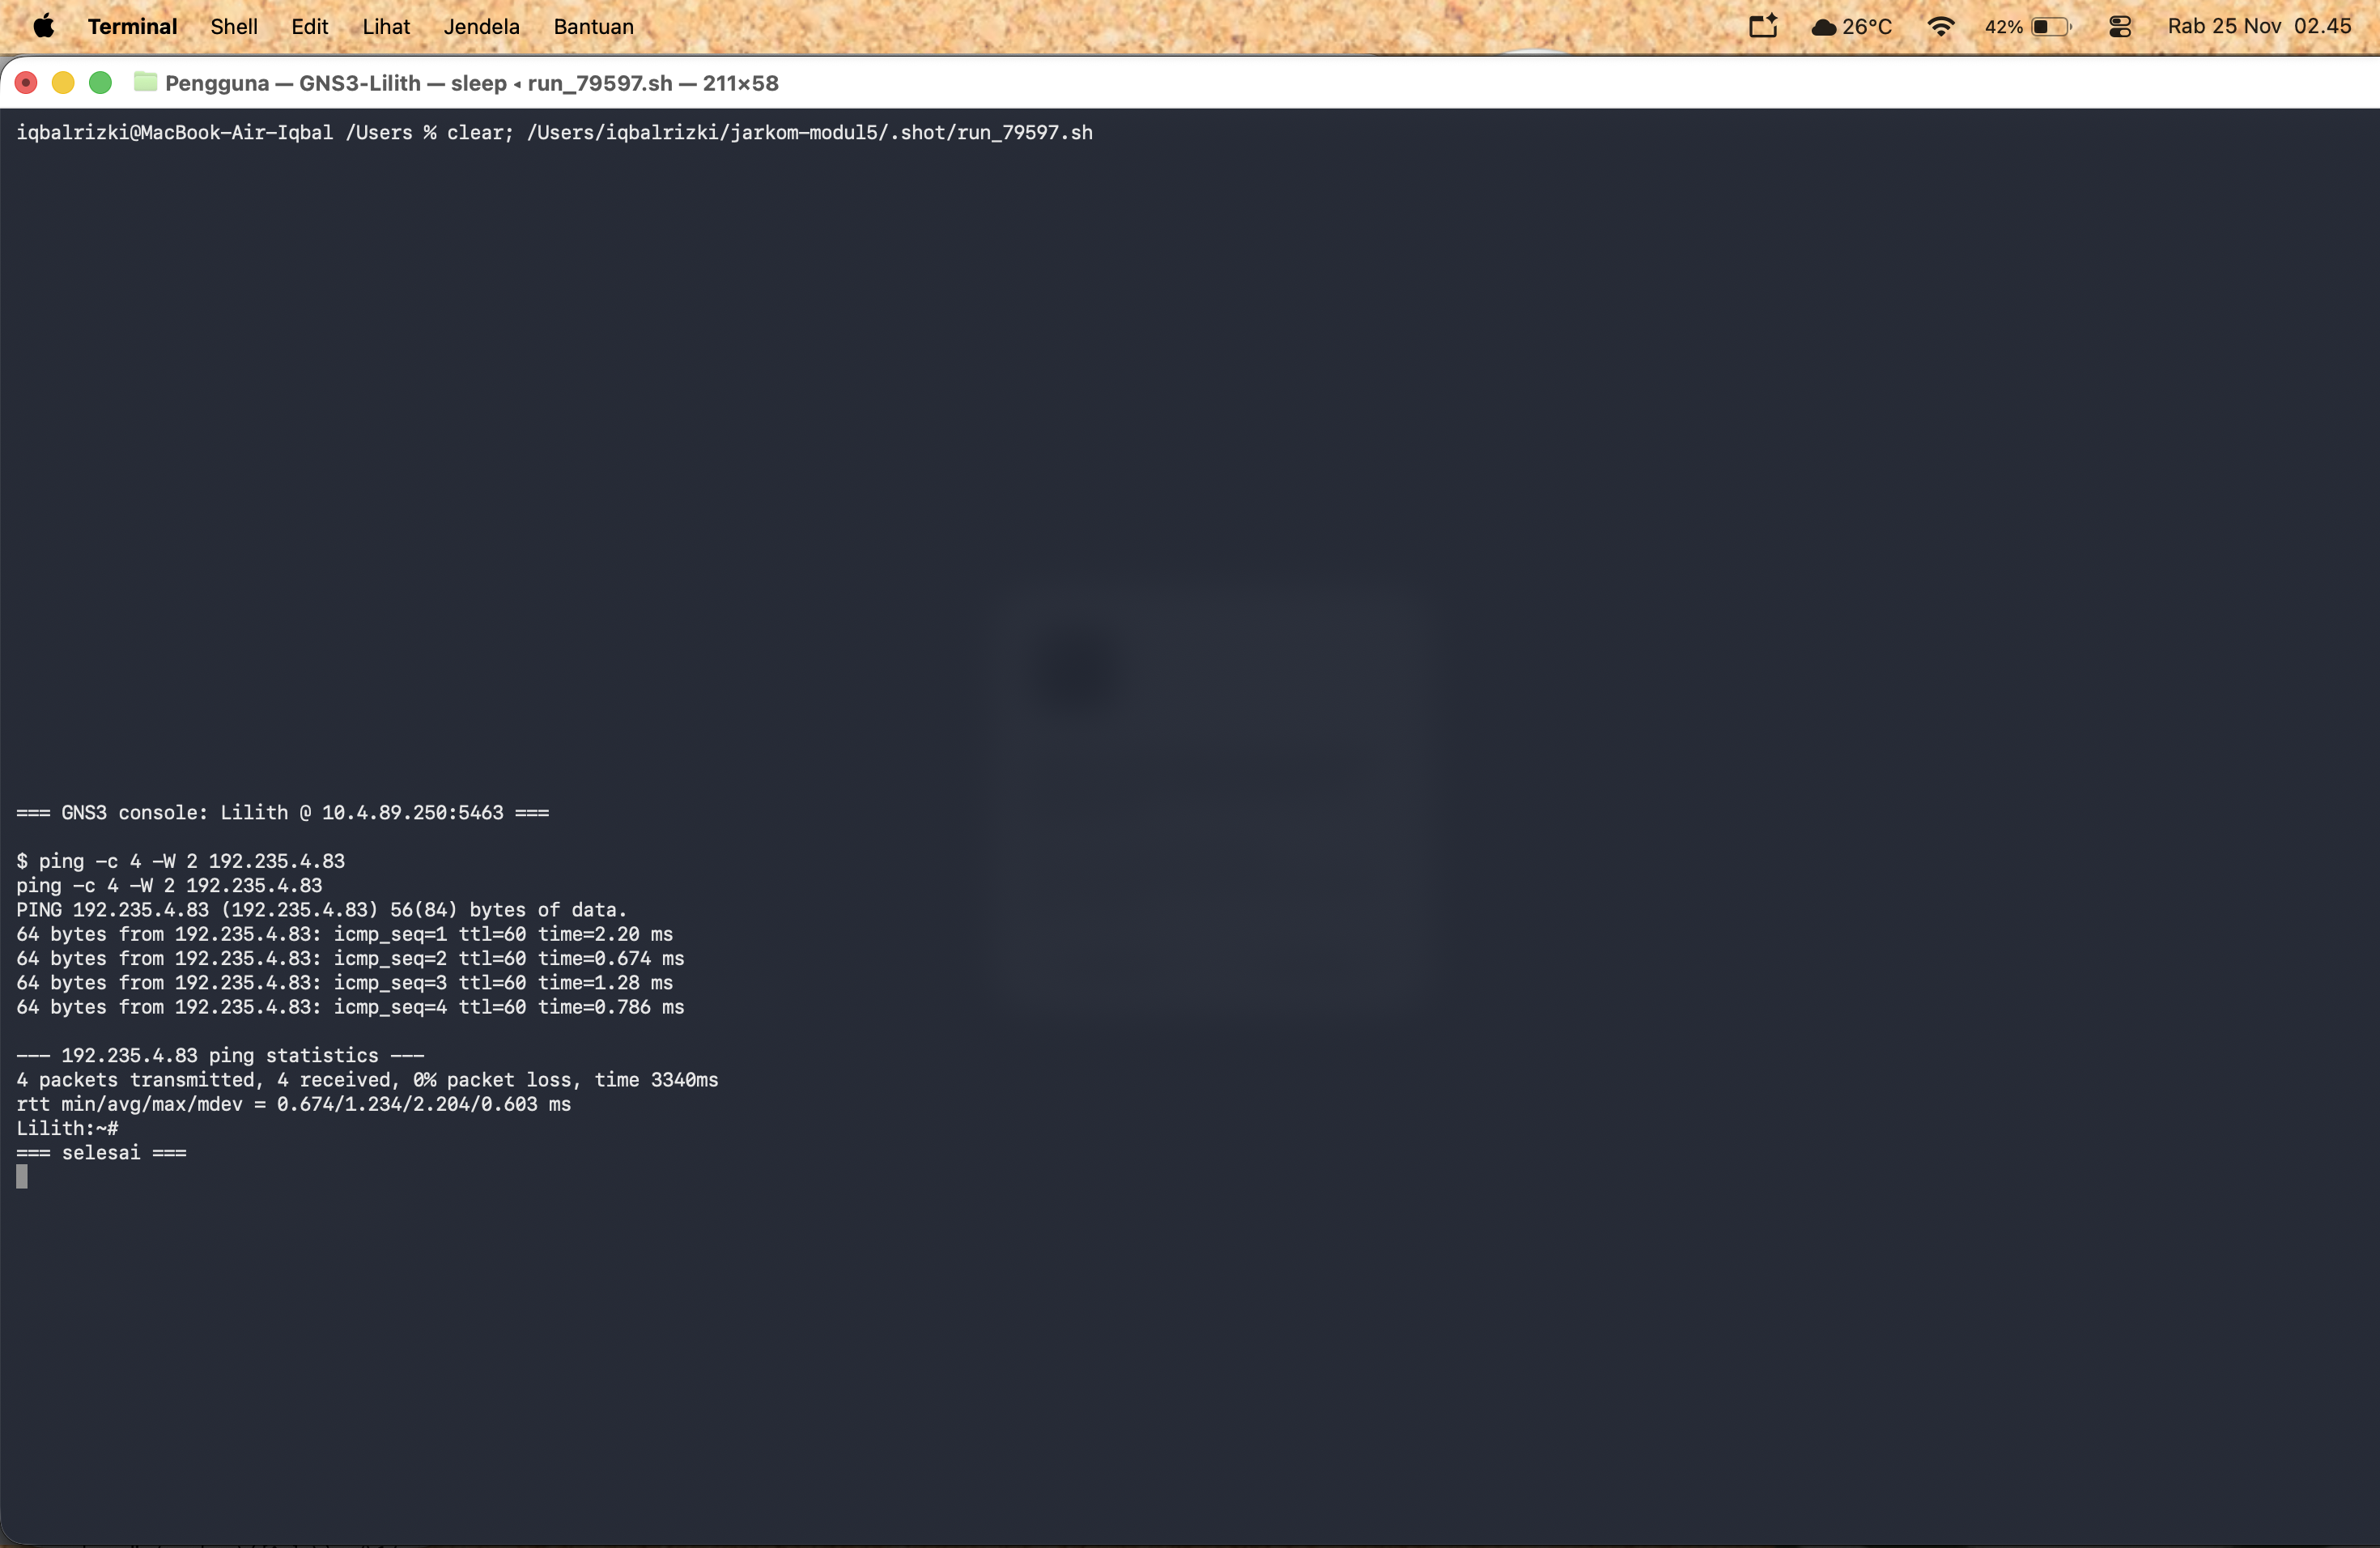 Terminal Shell Edit Lihat Jendela Bantuan 26°C 42% Rab 25 Nov 02.45
Pengguna — GNS3-Lilith — sleep ◂ run_79597.sh — 211×58
iqbalrizki@MacBook-Air-Iqbal /Users % clear; /Users/iqbalrizki/jarkom-modul5/.shot/run_79597.sh
=== GNS3 console: Lilith @ 10.4.89.250:5463 ===
$ ping -c 4 -W 2 192.235.4.83
ping -c 4 -W 2 192.235.4.83
PING 192.235.4.83 (192.235.4.83) 56(84) bytes of data.
64 bytes from 192.235.4.83: icmp_seq=1 ttl=60 time=2.20 ms
64 bytes from 192.235.4.83: icmp_seq=2 ttl=60 time=0.674 ms
64 bytes from 192.235.4.83: icmp_seq=3 ttl=60 time=1.28 ms
64 bytes from 192.235.4.83: icmp_seq=4 ttl=60 time=0.786 ms
--- 192.235.4.83 ping statistics ---
4 packets transmitted, 4 received, 0% packet loss, time 3340ms
rtt min/avg/max/mdev = 0.674/1.234/2.204/0.603 ms
Lilith:~#
=== selesai ===